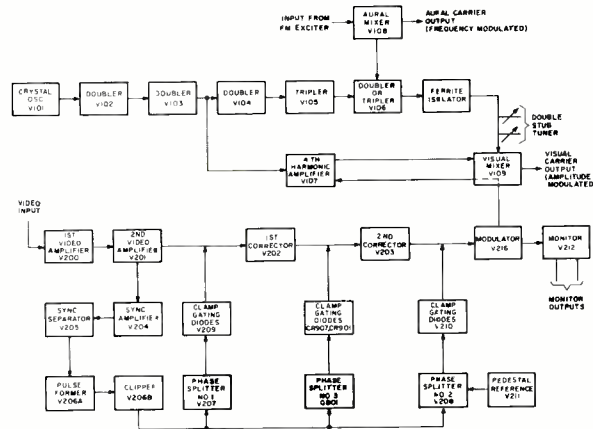 INPUT FROM
FM EXCITER
AURAL
MIXER
V108
AURAL CARRIER
OUTPUT
(FREQUENCY MODULATED)
CRYSTAL
OSC
V101
DOUBLER
V102
DOUBLER
V103
DOUBLER
V104
TRIPLER
V105
DOUBLER
OR
TRIPLER
V106
FERRITE
ISOLATOR
DOUBLE
STUB
TUNER
4TH
HARMONIC
AMPLIFIER
V107
VISUAL
MIXER
V109
VISUAL CARRIER
OUTPUT
(AMPLITUDE
MODULATED
VIDEO
INPUT
1ST
VIDEO
AMPLIFIER
V200
2ND
VIDEO
AMPLIFIER
V201
1ST
CORRECTOR
V202
2ND
CORRECTOR
V203
MODULATOR
V216
MONITOR
V212
MONITOR
OUTPUTS
SYNC
SEPARATOR
V205
SYNC
AMPLIFIER
V204
CLAMP
GATING
DIODES
V209
CLAMP
GATING
DIODES
CR907,CR901
CLAMP
GATING
DIODES
V210
PULSE
FORMER
V206A
CLIPPER
V206B
PHASE
SPLITTER
NO 1
V207
PHASE
SPLITTER
NO 3
Q801
PHASE
SPLITTER
NO 2
V208
PEDESTAL
REFERENCE
V211